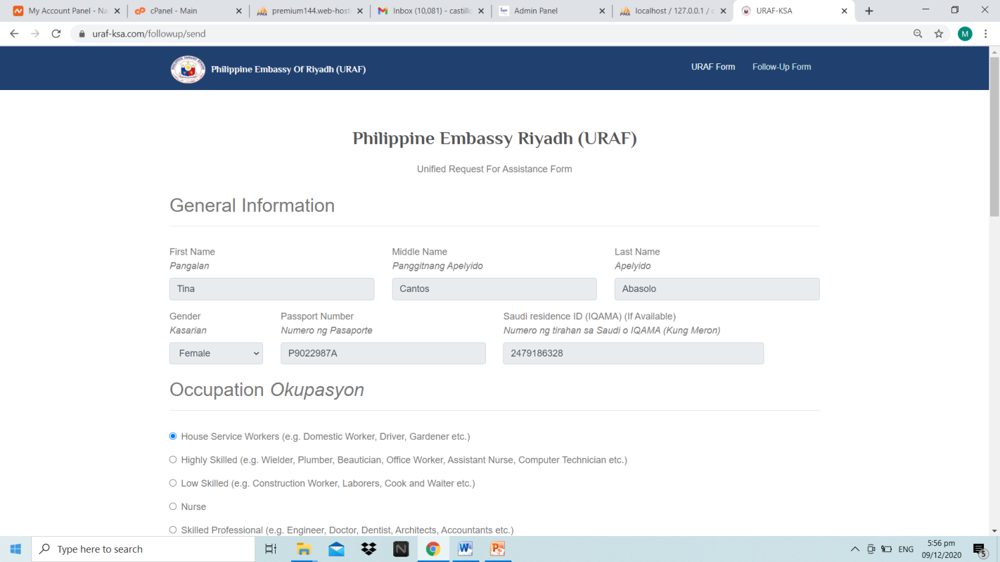 My Account Panel - Na
cPanel - Main
premium144.web-host
Inbox (10,081) - castillo
Admin Panel
localhost / 127.0.0.1 / c
URAF-KSA
uraf-ksa.com/followup/send
M
Philippine Embassy Of Riyadh (URAF)
URAF Form
Follow-Up Form
Philippine Embassy Riyadh (URAF)
Unified Request For Assistance Form
General Information
First Name
Pangalan
Middle Name
Panggitnang Apelyido
Last Name
Apelyido
Tina
Cantos
Abasolo
Gender
Kasarian
Passport Number
Numero ng Pasaporte
Saudi residence ID (IQAMA) (If Available)
Numero ng tirahan sa Saudi o IQAMA (Kung Meron)
Female
P9022987A
2479186328
Occupation Okupasyon
House Service Workers (e.g. Domestic Worker, Driver, Gardener etc.)
Highly Skilled (e.g. Wielder, Plumber, Beautician, Office Worker, Assistant Nurse, Computer Technician etc.)
Low Skilled (e.g. Construction Worker, Laborers, Cook and Waiter etc.)
Nurse
Skilled Professional (e.g. Engineer, Doctor, Dentist, Architects, Accountants etc.)
Type here to search
ENG
5:56 pm
09/12/2020
5